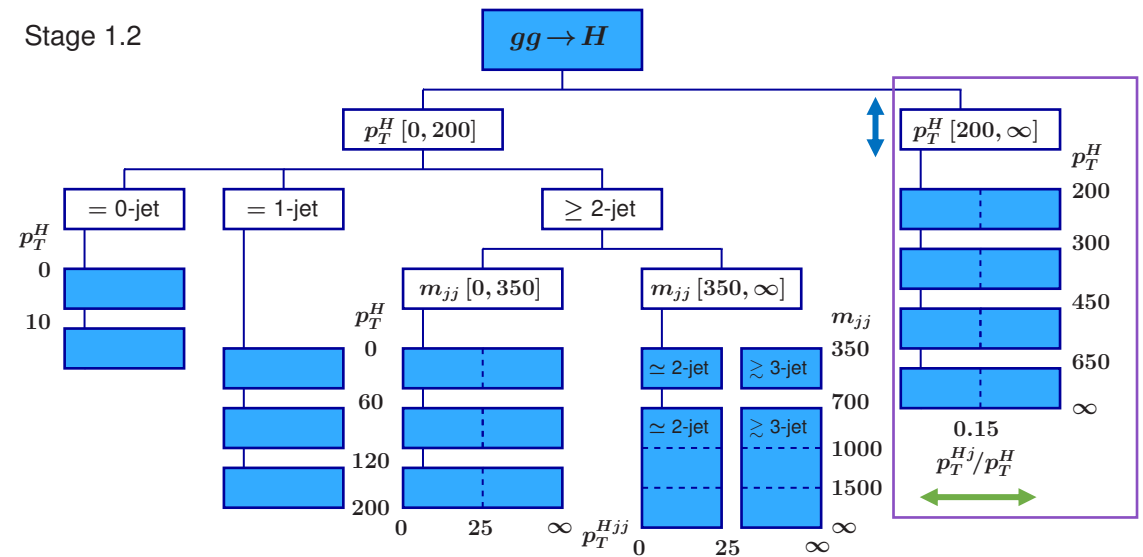 Stage 1.2
gg → H
p_T^H [0, 200]
p_T^H [200, ∞]
= 0-jet
= 1-jet
≥ 2-jet
p_T^H
0
10
m_jj [0, 350]
m_jj [350, ∞]
p_T^H
0
60
120
200
0 25 ∞
≃ 2-jet
≳ 3-jet
≃ 2-jet
≳ 3-jet
m_jj
350
700
1000
1500
∞
p_T^Hjj
0 25 ∞
p_T^H
200
300
450
650
∞
0.15
p_T^Hj/p_T^H